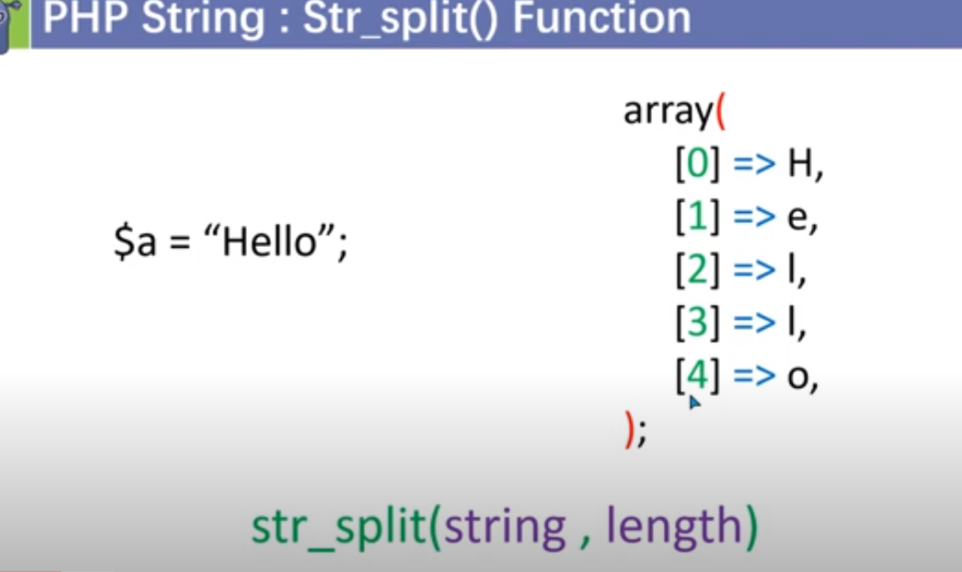 PHP String : Str_split() Function
$a = “Hello”;
array(
[0] => H,
[1] => e,
[2] => l,
[3] => l,
[4] => o,
);
str_split(string , length)